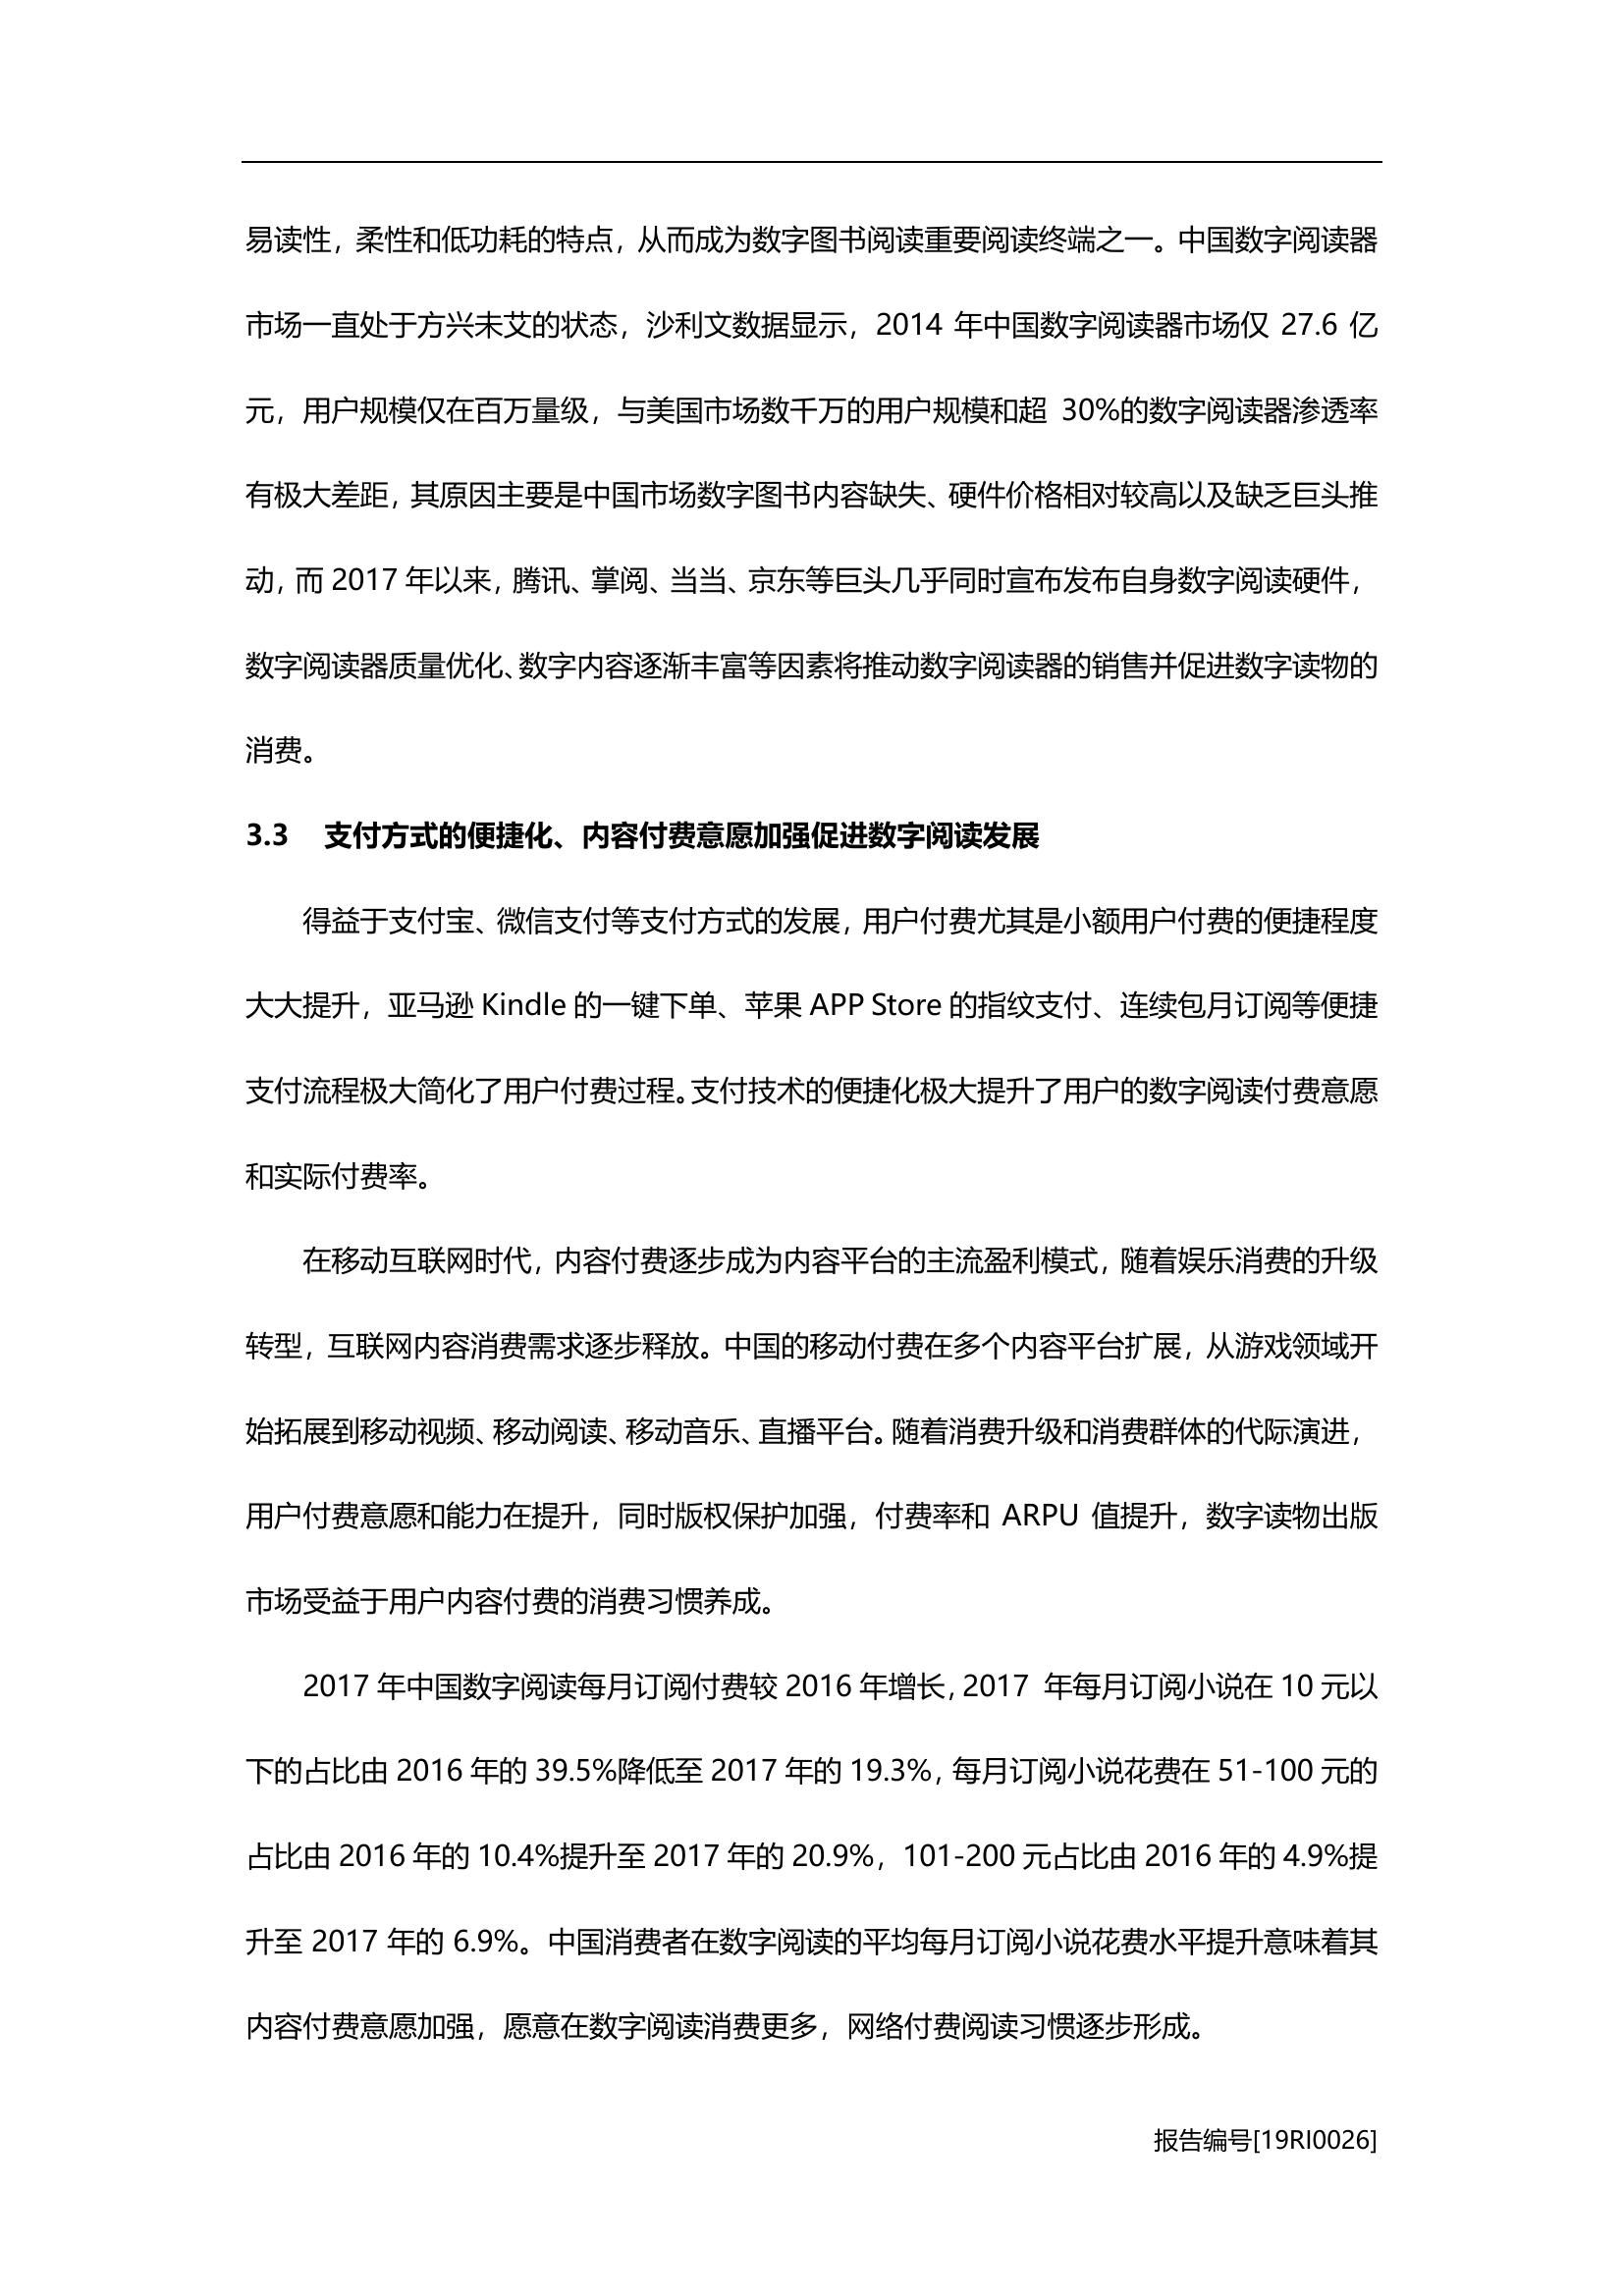 易读性，柔性和低功耗的特点，从而成为数字图书阅读重要阅读终端之一。中国数字阅读器
市场一直处于方兴未艾的状态，沙利文数据显示，2014 年中国数字阅读器市场仅 27.6 亿
元，用户规模仅在百万量级，与美国市场数千万的用户规模和超 30%的数字阅读器渗透率
有极大差距，其原因主要是中国市场数字图书内容缺失、硬件价格相对较高以及缺乏巨头推
动，而 2017 年以来，腾讯、掌阅、当当、京东等巨头几乎同时宣布发布自身数字阅读硬件，
数字阅读器质量优化、数字内容逐渐丰富等因素将推动数字阅读器的销售并促进数字读物的
消费。
3.3 支付方式的便捷化、内容付费意愿加强促进数字阅读发展
得益于支付宝、微信支付等支付方式的发展，用户付费尤其是小额用户付费的便捷程度
大大提升，亚马逊 Kindle 的一键下单、苹果 APP Store 的指纹支付、连续包月订阅等便捷
支付流程极大简化了用户付费过程。支付技术的便捷化极大提升了用户的数字阅读付费意愿
和实际付费率。
在移动互联网时代，内容付费逐步成为内容平台的主流盈利模式，随着娱乐消费的升级
转型，互联网内容消费需求逐步释放。中国的移动付费在多个内容平台扩展，从游戏领域开
始拓展到移动视频、移动阅读、移动音乐、直播平台。随着消费升级和消费群体的代际演进，
用户付费意愿和能力在提升，同时版权保护加强，付费率和 ARPU 值提升，数字读物出版
市场受益于用户内容付费的消费习惯养成。
2017 年中国数字阅读每月订阅付费较 2016 年增长，2017 年每月订阅小说在 10 元以
下的占比由 2016 年的 39.5%降低至 2017 年的 19.3%，每月订阅小说花费在 51-100 元的
占比由 2016 年的 10.4%提升至 2017 年的 20.9%，101-200 元占比由 2016 年的 4.9%提
升至 2017 年的 6.9%。中国消费者在数字阅读的平均每月订阅小说花费水平提升意味着其
内容付费意愿加强，愿意在数字阅读消费更多，网络付费阅读习惯逐步形成。
报告编号[19RI0026]